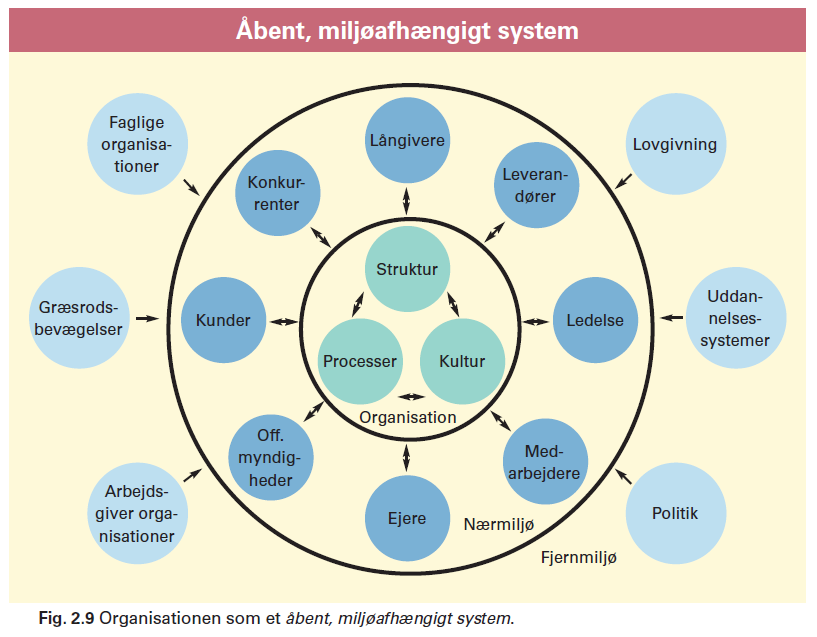 Åbent, miljøafhængigt system
Faglige
organisa-
tioner
Långivere
Lovgivning
Konkur-
renter
Leveran-
dører
Struktur
Græsrods-
bevægelser
Kunder
Ledelse
Uddan-
nelses-
systemer
Processer
Kultur
Organisation
Off.
myndig-
heder
Med-
arbejdere
Arbejds-
giver orga-
nisationer
Ejere
Nærmiljø
Politik
Fjernmiljø
Fig. 2.9 Organisationen som et åbent, miljøafhængigt system.